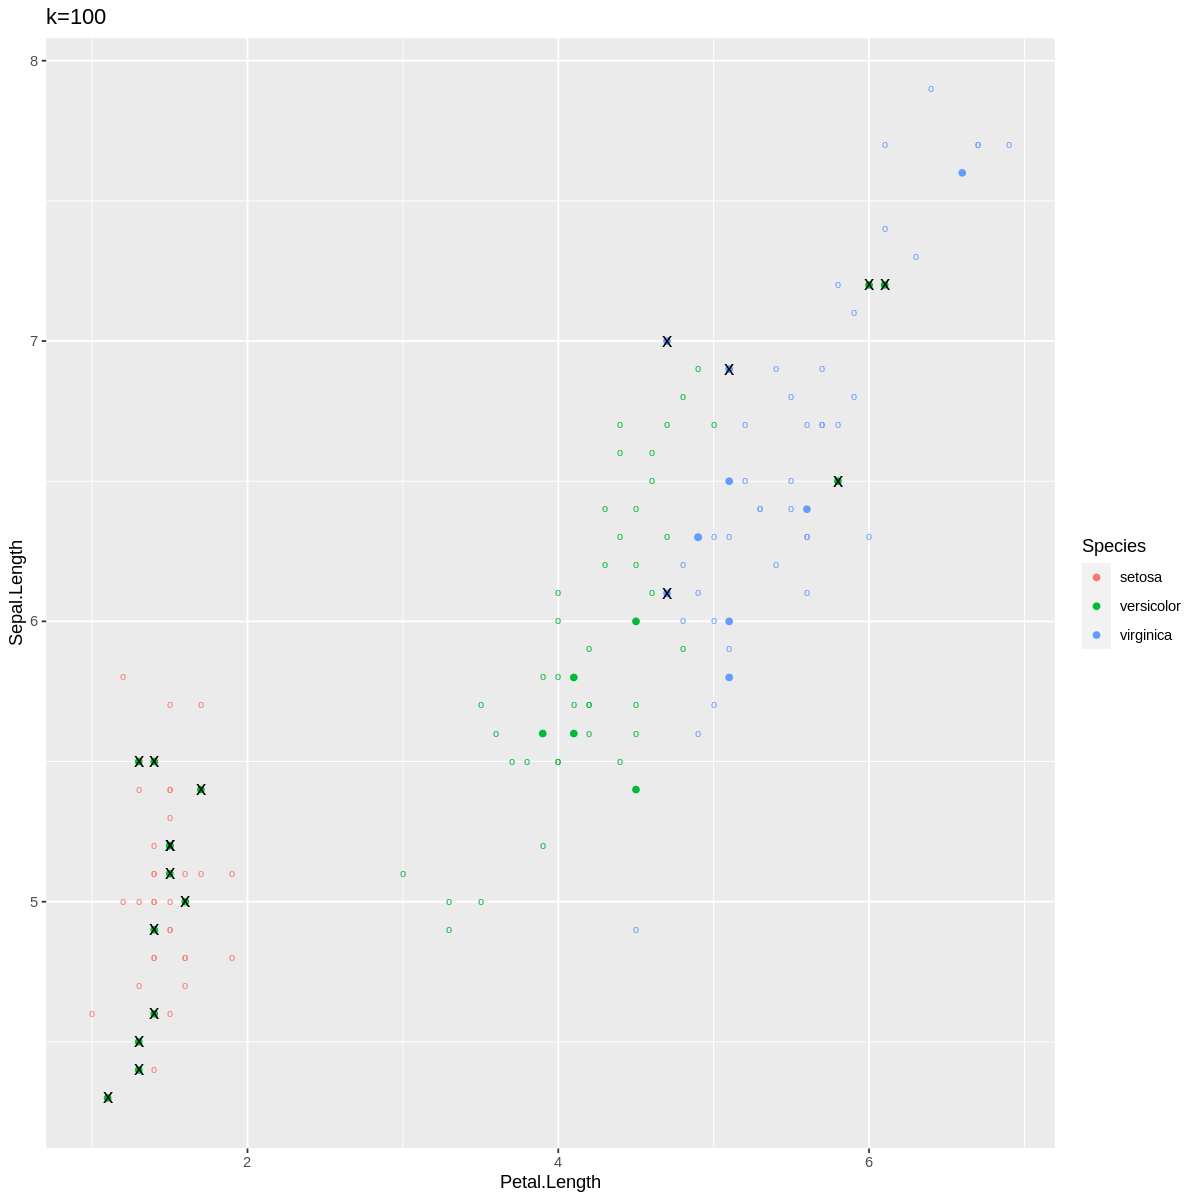 k=100
8
7
6
5
Sepal.Length
2 4 6
Petal.Length
Species
setosa
versicolor
virginica